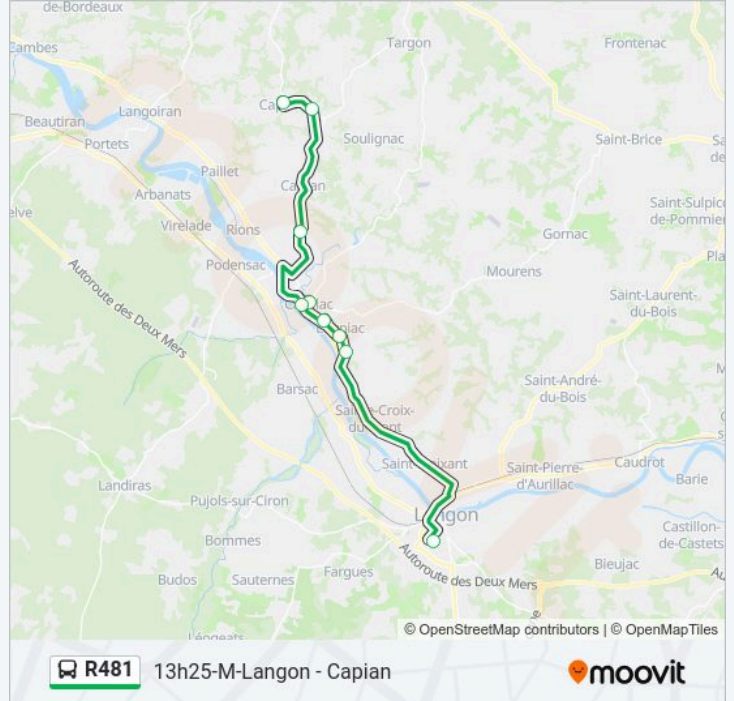 de-Bordeaux
Cambes
Targon
Frontenac
Langoiran
Beautiran
Portets
Soulignac
Saint-Brice
Paillet
Arbanats
Saint-Sulpice
de-Pommier
Virelade
Rions
Gornac
Podensac
Mourens
Autoroute des Deux Mers
Saint-Laurent-
du-Bois
Barsac
Saint-André-
du-Bois
Landiras
Saint-Pierre-
d'Aurillac
Caudrot
Barie
Pujols-sur-Ciron
Langon
Bommes
Castillon-
de-Castets
Autoroute des Deux Mers
Bieujac
Fargues
Budos
Sauternes
Léogeats
© OpenStreetMap contributors | © OpenMapTiles
R481 13h25-M-Langon - Capian
moovit